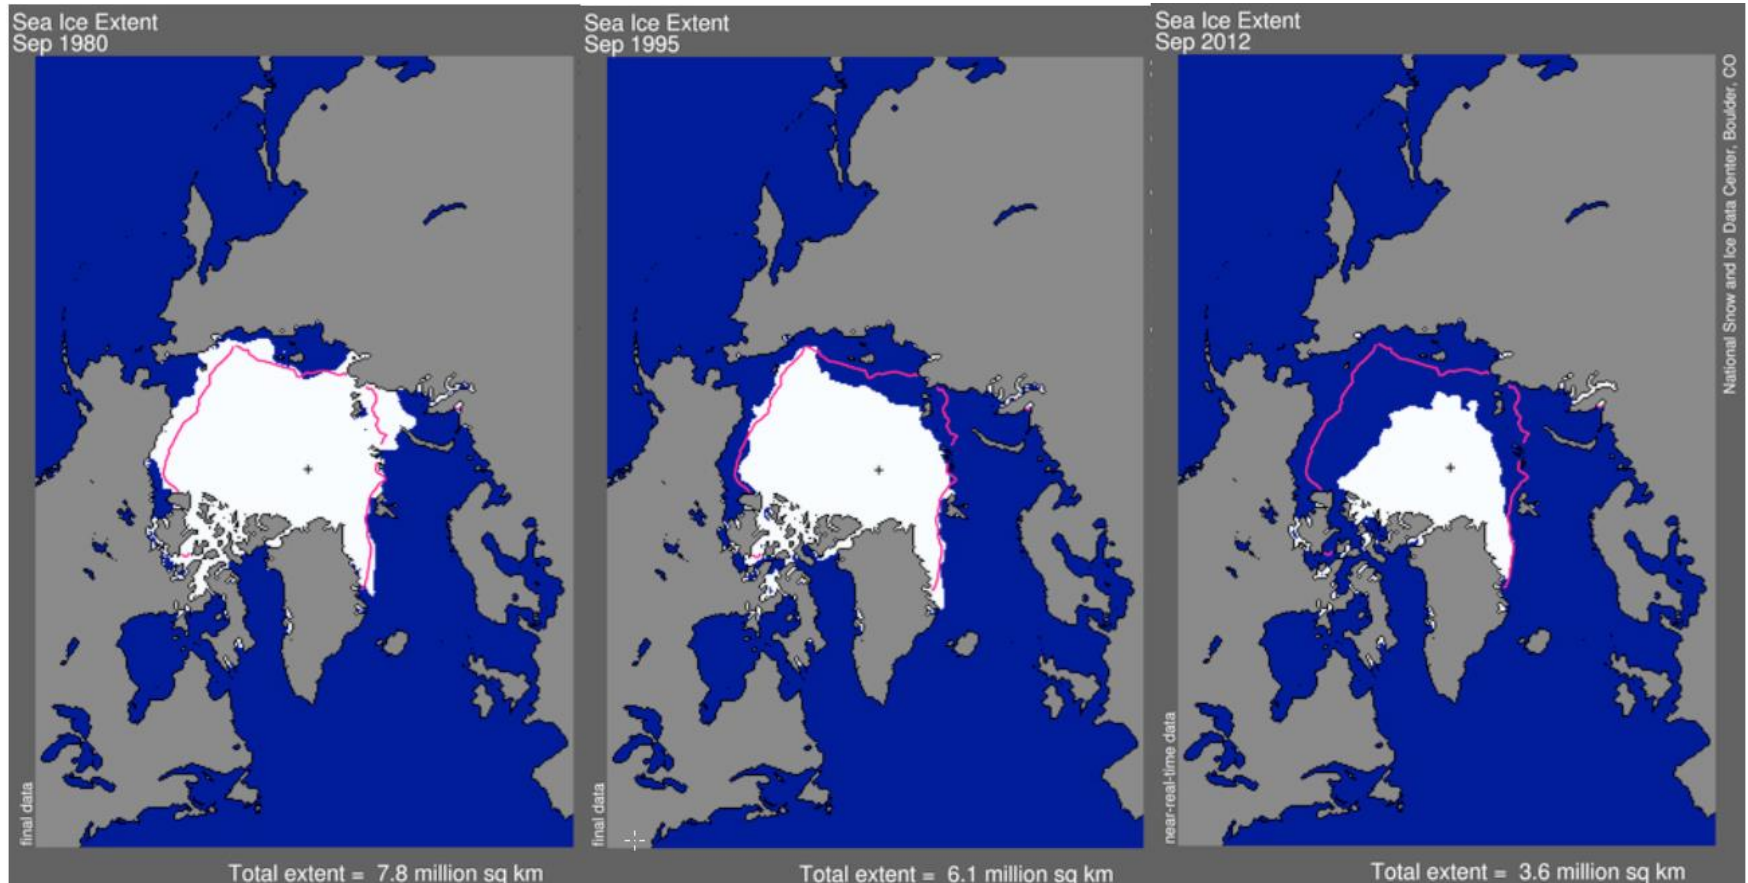 Sea Ice Extent
Sep 1980
final data
Total extent = 7.8 million sq km
Sea Ice Extent
Sep 1995
final data
Total extent = 6.1 million sq km
Sea Ice Extent
Sep 2012
near-real-time data
Total extent = 3.6 million sq km
National Snow and Ice Data Center, Boulder, CO